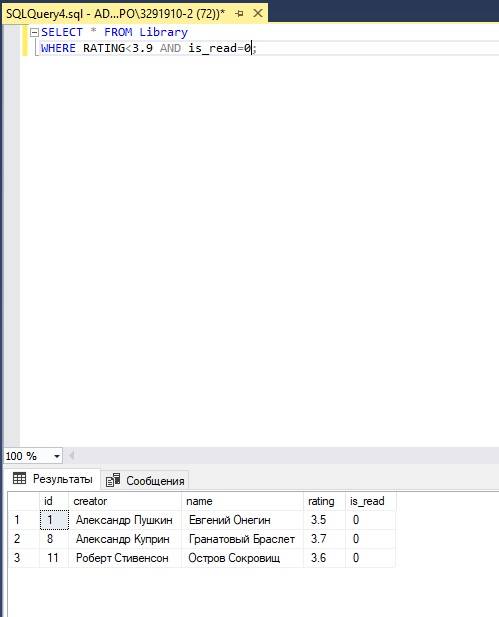 SQLQuery4.sql - AD...PO\3291910-2 (72))*
SELECT * FROM Library
WHERE RATING<3.9 AND is_read=0;
100 %
Результаты Сообщения
id creator name rating is_read
1 1 Александр Пушкин Евгений Онегин 3.5 0
2 8 Александр Куприн Гранатовый Браслет 3.7 0
3 11 Роберт Стивенсон Остров Сокровищ 3.6 0